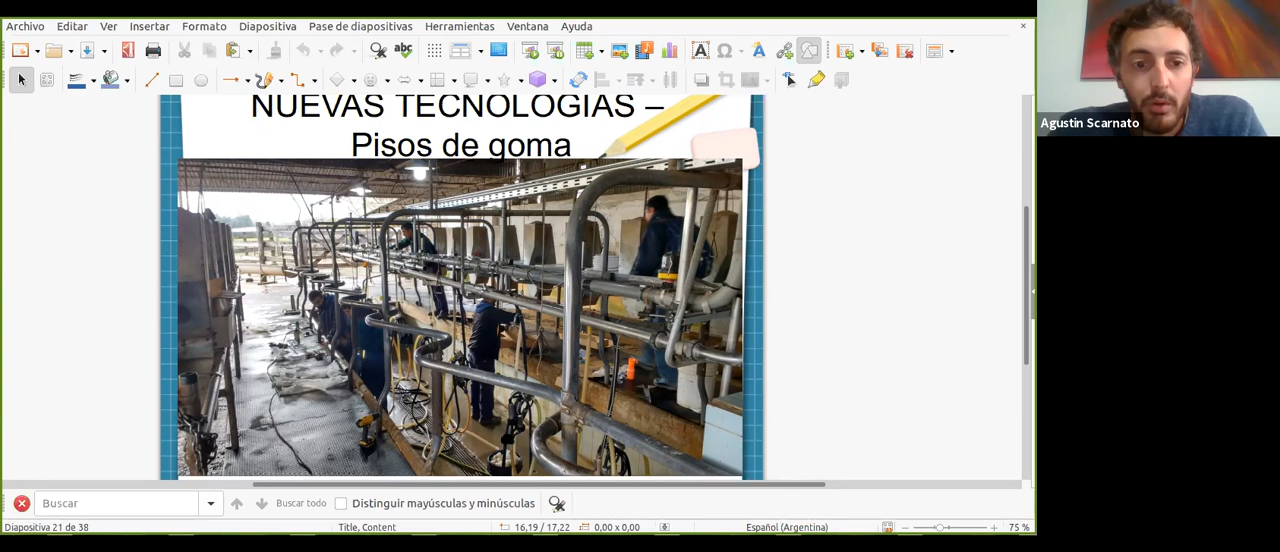 Archivo Editar Ver Insertar Formato Diapositiva Pase de diapositivas Herramientas Ventana Ayuda
NUEVAS TECNOLOGIAS –
Pisos de goma
Agustin Scarnato
Buscar
Buscar todo
Distinguir mayúsculas y minúsculas
Diapositiva 21 de 38
Title, Content
16,19 / 17,22
0,00 x 0,00
Español (Argentina)
75 %